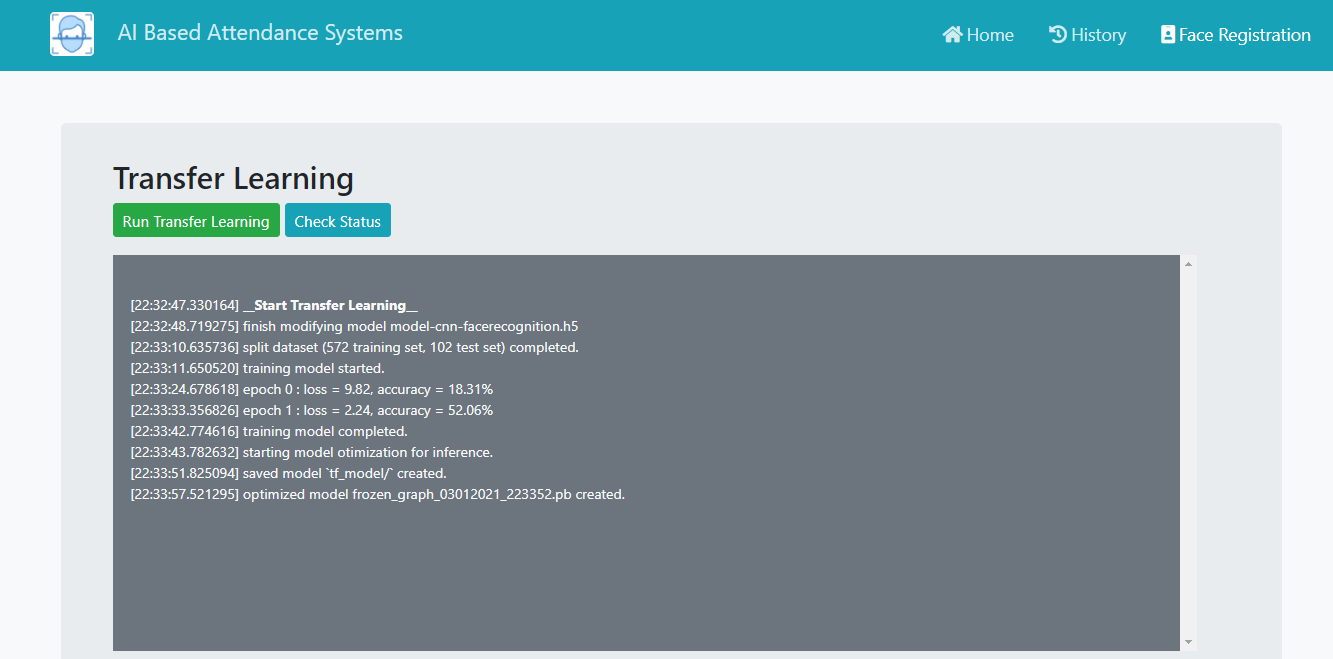 AI Based Attendance Systems
Home
History
Face Registration
Transfer Learning
Run Transfer Learning
Check Status
[22:32:47.330164] __Start Transfer Learning__
[22:32:48.719275] finish modifying model model-cnn-facerecognition.h5
[22:33:10.635736] split dataset (572 training set, 102 test set) completed.
[22:33:11.650520] training model started.
[22:33:24.678618] epoch 0 : loss = 9.82, accuracy = 18.31%
[22:33:33.356826] epoch 1 : loss = 2.24, accuracy = 52.06%
[22:33:42.774616] training model completed.
[22:33:43.782632] starting model otimization for inference.
[22:33:51.825094] saved model `tf_model/` created.
[22:33:57.521295] optimized model frozen_graph_03012021_223352.pb created.